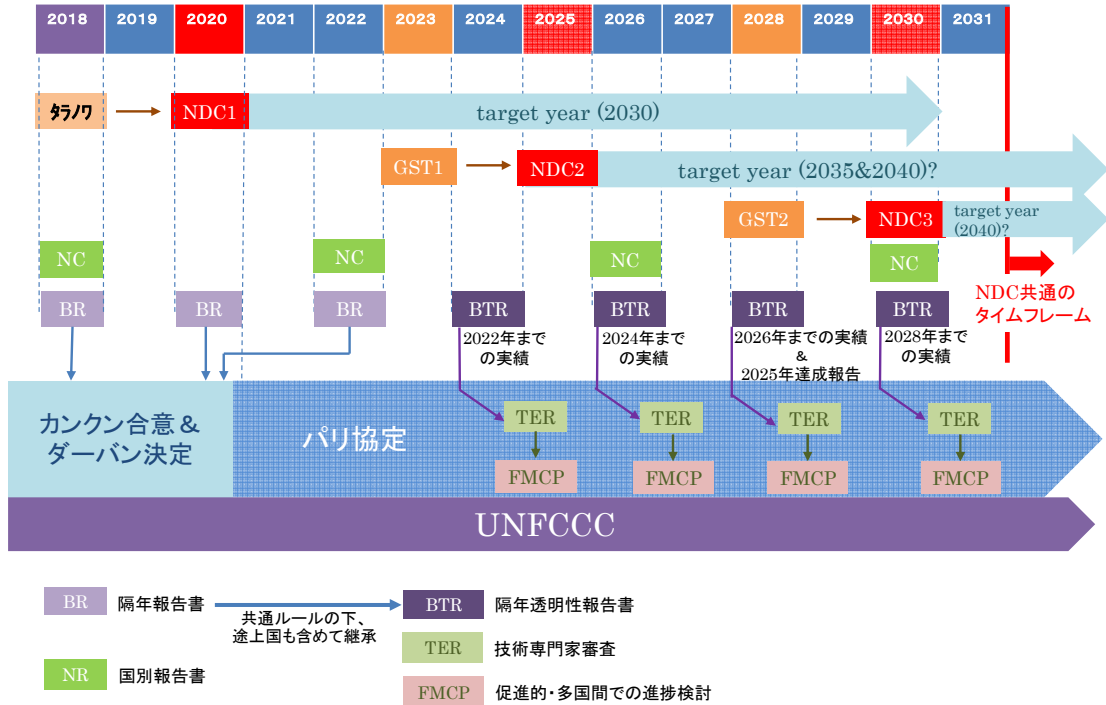 2018 2019 2020 2021 2022 2023 2024 2025 2026 2027 2028 2029 2030 2031
タラノワ NDC1 target year (2030)
GST1 NDC2 target year (2035&2040)?
GST2 NDC3 target year
(2040)?
NC NC NC NC
NDC共通の
タイムフレーム
BR BR BR BTR BTR BTR BTR
2022年まで
の実績
2024年まで
の実績
2026年までの実績
&
2025年達成報告
2028年まで
の実績
カンクン合意&
ダーバン決定
パリ協定
TER TER TER TER
FMCP FMCP FMCP FMCP
UNFCCC
BR 隔年報告書
共通ルールの下、
途上国も含めて継承
BTR 隔年透明性報告書
TER 技術専門家審査
NR 国別報告書
FMCP 促進的・多国間での進捗検討